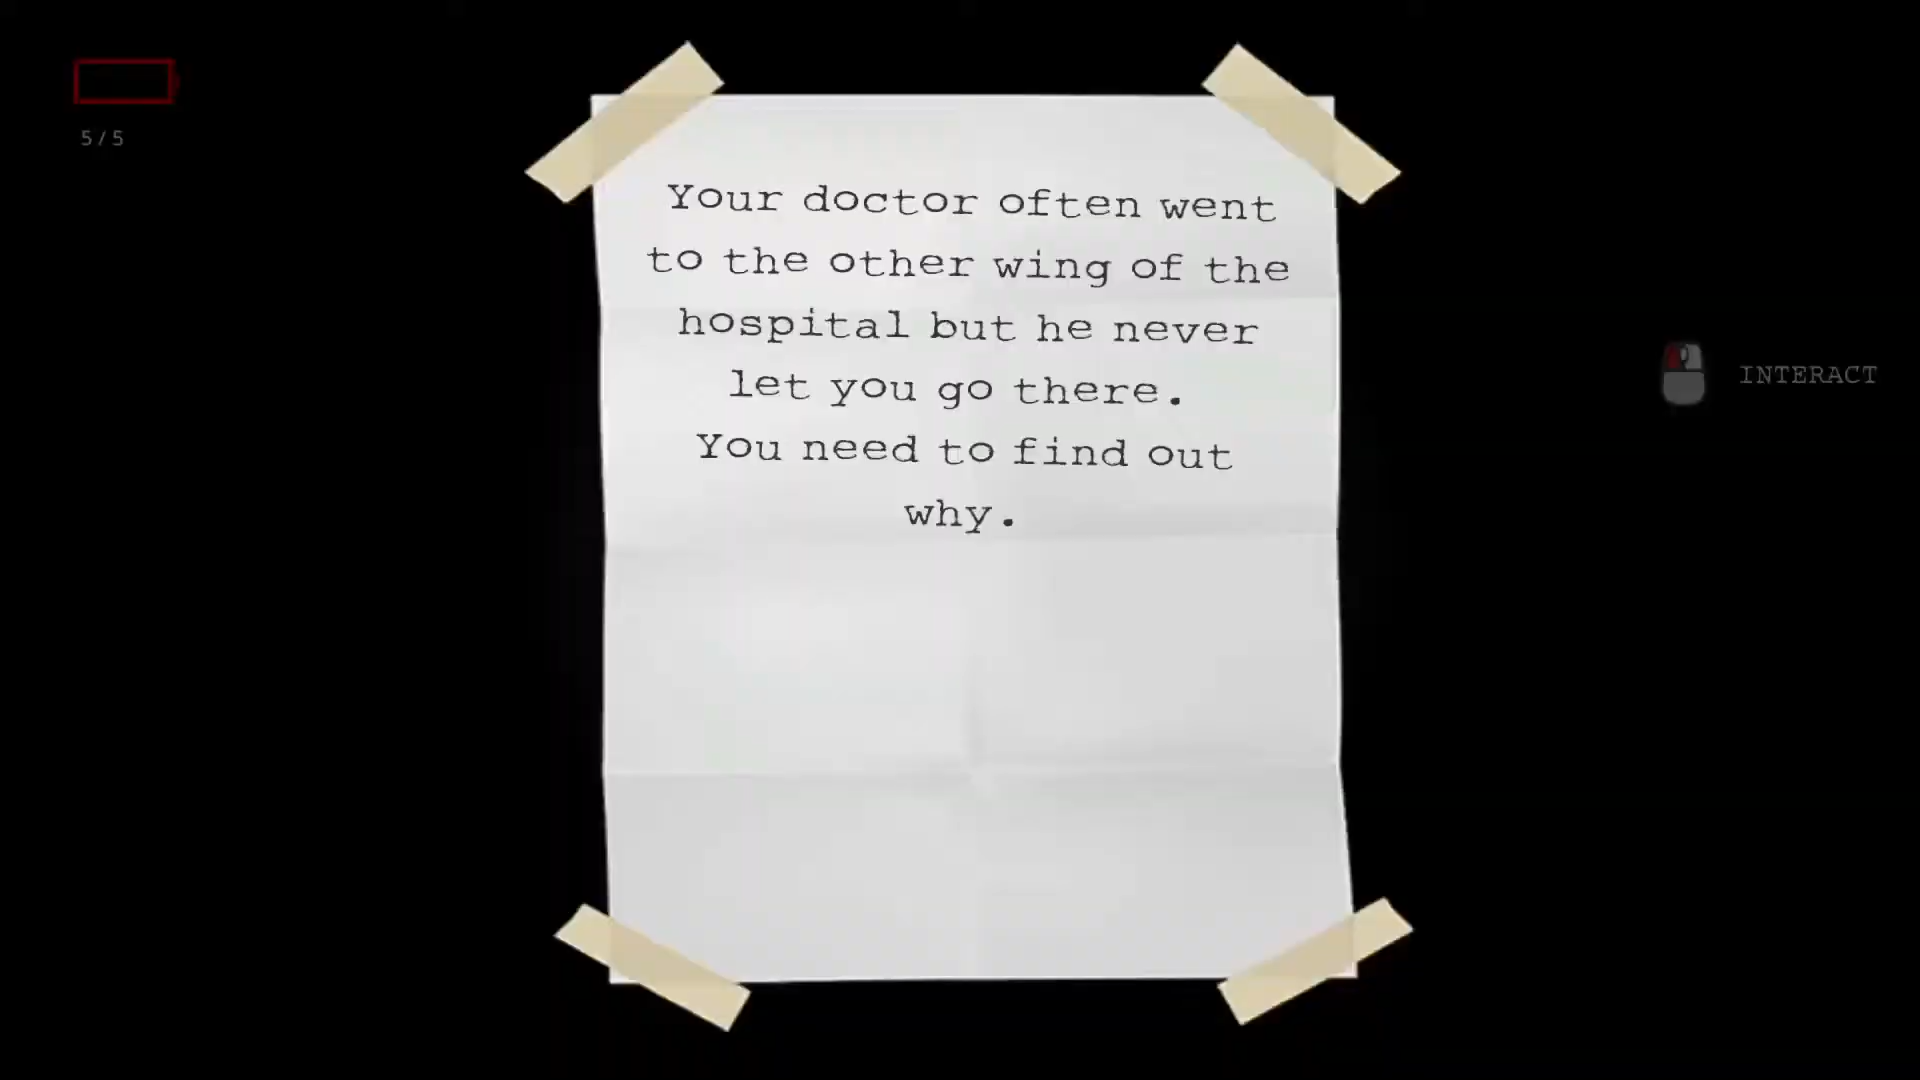 5/5
Your doctor often went
to the other wing of the
hospital but he never
let you go there.
You need to find out
why.
INTERACT